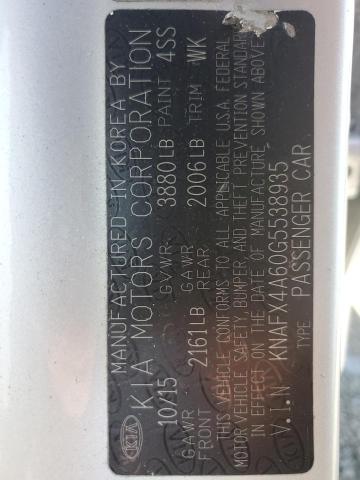 MANUFACTURED IN KOREA BY
KIA KIA MOTORS CORPORATION
10/15 GVWR 3880LB PAINT 4SS
GAWR FRONT 2161LB GAWR REAR 2006LB TRIM WK
THIS VEHICLE CONFORMS TO ALL APPLICABLE U.S.A. FEDERAL
MOTOR VEHICLE SAFETY, BUMPER, AND THEFT PREVENTION STANDARDS
IN EFFECT ON THE DATE OF MANUFACTURE SHOWN ABOVE.
V.I.N KNAFX4A60G5538935
TYPE PASSENGER CAR